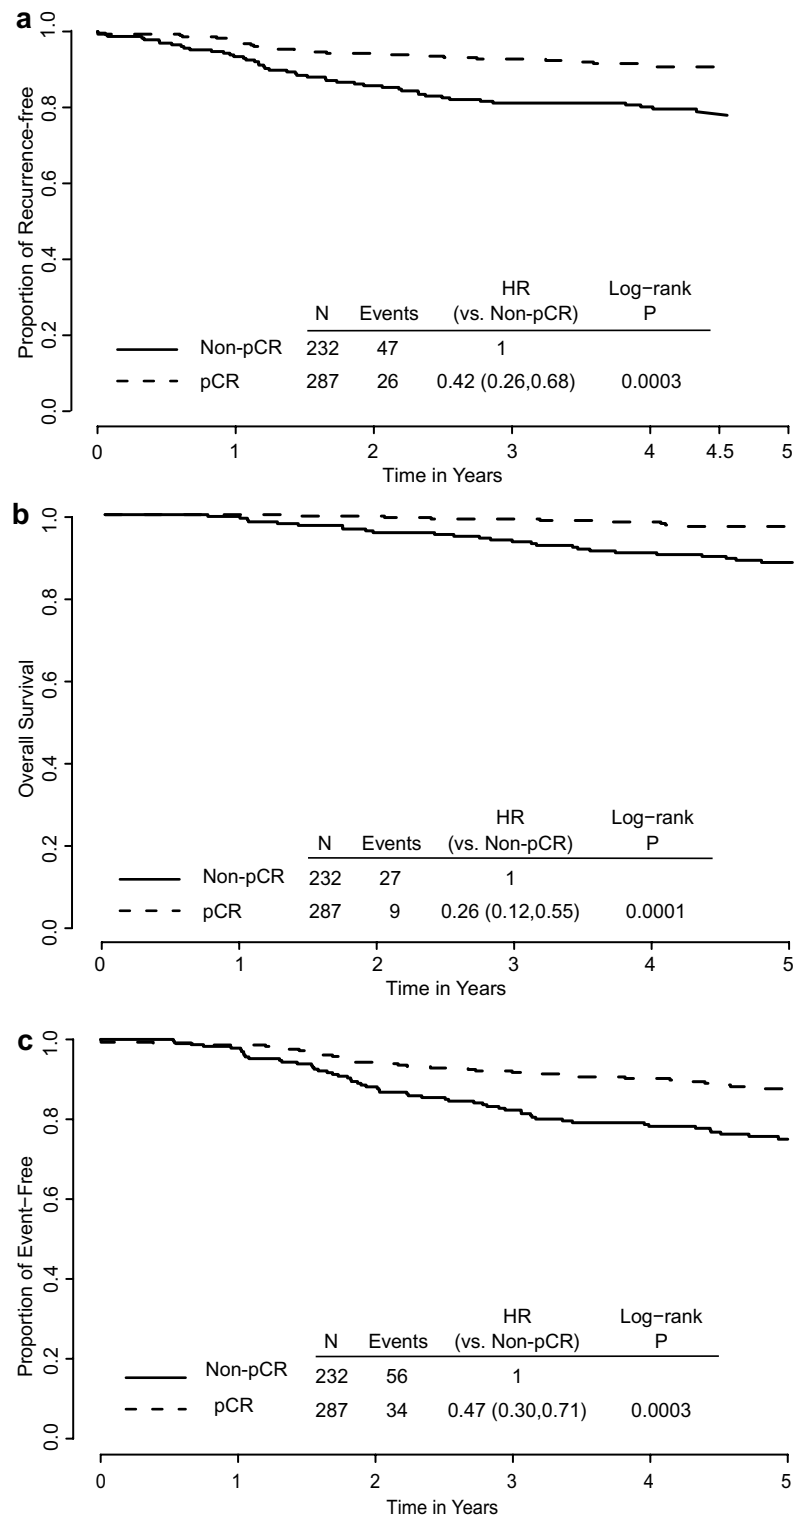 a
Proportion of Recurrence-free
1.0
0.8
0.6
0.4
0.2
0.0
HR Log−rank
N Events (vs. Non-pCR) P
Non-pCR 232 47 1
pCR 287 26 0.42 (0.26,0.68) 0.0003
0 1 2 3 4 4.5 5
Time in Years
b
Overall Survival
1.0
0.8
0.6
0.4
0.2
0.0
HR Log−rank
N Events (vs. Non-pCR) P
Non-pCR 232 27 1
pCR 287 9 0.26 (0.12,0.55) 0.0001
0 1 2 3 4 5
Time in Years
c
Proportion of Event−Free
1.0
0.8
0.6
0.4
0.2
0.0
HR Log−rank
N Events (vs. Non-pCR) P
Non-pCR 232 56 1
pCR 287 34 0.47 (0.30,0.71) 0.0003
0 1 2 3 4 5
Time in Years